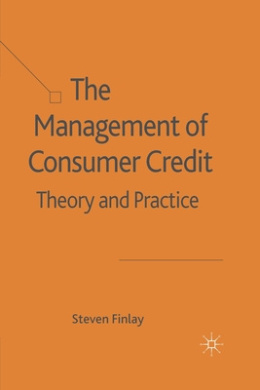 The
Management of
Consumer Credit
Theory and Practice
Steven Finlay